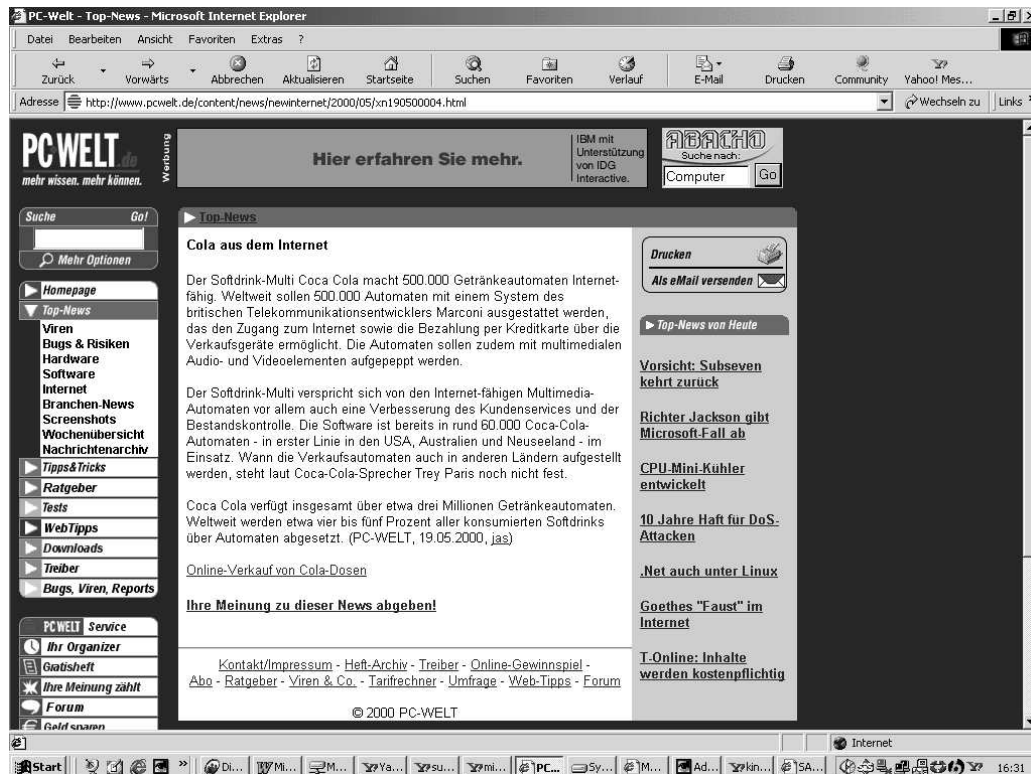 PC-Welt - Top-News - Microsoft Internet Explorer
Datei Bearbeiten Ansicht Favoriten Extras ?
Zurück Vorwärts Abbrechen Aktualisieren Startseite Suchen Favoriten Verlauf E-Mail Drucken Community Yahoo! Mes...
Adresse http://www.pcwelt.de/content/news/newinternet/2000/05/xn190500004.html Wechseln zu Links
PC WELT.de
mehr wissen. mehr können.
Werbung
Hier erfahren Sie mehr.
IBM mit
Unterstützung
von IDG
Interactive.
ABACHO
Suche nach:
Computer Go
Suche Go!
Mehr Optionen
Homepage
Top-News
Viren
Bugs & Risiken
Hardware
Software
Internet
Branchen-News
Screenshots
Wochenübersicht
Nachrichtenarchiv
Tipps&Tricks
Ratgeber
Tests
WebTipps
Downloads
Treiber
Bugs, Viren, Reports
PC WELT Service
Ihr Organizer
Gratisheft
Ihre Meinung zählt
Forum
Geld sparen
Top-News
Cola aus dem Internet
Der Softdrink-Multi Coca Cola macht 500.000 Getränkeautomaten Internet-
fähig. Weltweit sollen 500.000 Automaten mit einem System des
britischen Telekommunikationsentwicklers Marconi ausgestattet werden,
das den Zugang zum Internet sowie die Bezahlung per Kreditkarte über die
Verkaufsgeräte ermöglicht. Die Automaten sollen zudem mit multimedialen
Audio- und Videoelementen aufgepeppt werden.
Der Softdrink-Multi verspricht sich von den Internet-fähigen Multimedia-
Automaten vor allem auch eine Verbesserung des Kundenservices und der
Bestandskontrolle. Die Software ist bereits in rund 60.000 Coca-Cola-
Automaten - in erster Linie in den USA, Australien und Neuseeland - im
Einsatz. Wann die Verkaufsautomaten auch in anderen Ländern aufgestellt
werden, steht laut Coca-Cola-Sprecher Trey Paris noch nicht fest.
Coca Cola verfügt insgesamt über etwa drei Millionen Getränkeautomaten.
Weltweit werden etwa vier bis fünf Prozent aller konsumierten Softdrinks
über Automaten abgesetzt. (PC-WELT, 19.05.2000, jas)
Online-Verkauf von Cola-Dosen
Ihre Meinung zu dieser News abgeben!
Kontakt/Impressum - Heft-Archiv - Treiber - Online-Gewinnspiel -
Abo - Ratgeber - Viren & Co. - Tarifrechner - Umfrage - Web-Tipps - Forum
© 2000 PC-WELT
Drucken
Als eMail versenden
Top-News von Heute
Vorsicht: Subseven
kehrt zurück
Richter Jackson gibt
Microsoft-Fall ab
CPU-Mini-Kühler
entwickelt
10 Jahre Haft für DoS-
Attacken
.Net auch unter Linux
Goethes "Faust" im
Internet
T-Online: Inhalte
werden kostenpflichtig
Internet
Start » Di... Mi... M... Ya... su... mi... PC... Sy... M... Ad... kin... SA... 16:31